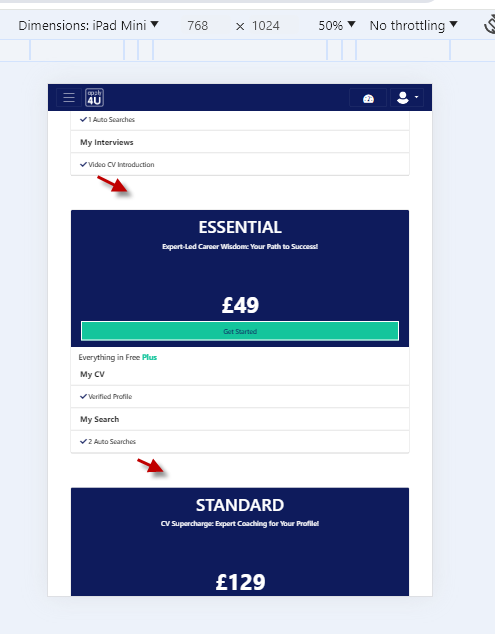 Dimensions: iPad Mini ▼ 768 × 1024 50% ▼ No throttling ▼
apply
4U
1 Auto Searches
My Interviews
Video CV Introduction
ESSENTIAL
Expert-Led Career Wisdom: Your Path to Success!
£49
Get Started
Everything in Free Plus
My CV
Verified Profile
My Search
2 Auto Searches
STANDARD
CV Supercharge: Expert Coaching for Your Profile!
£129